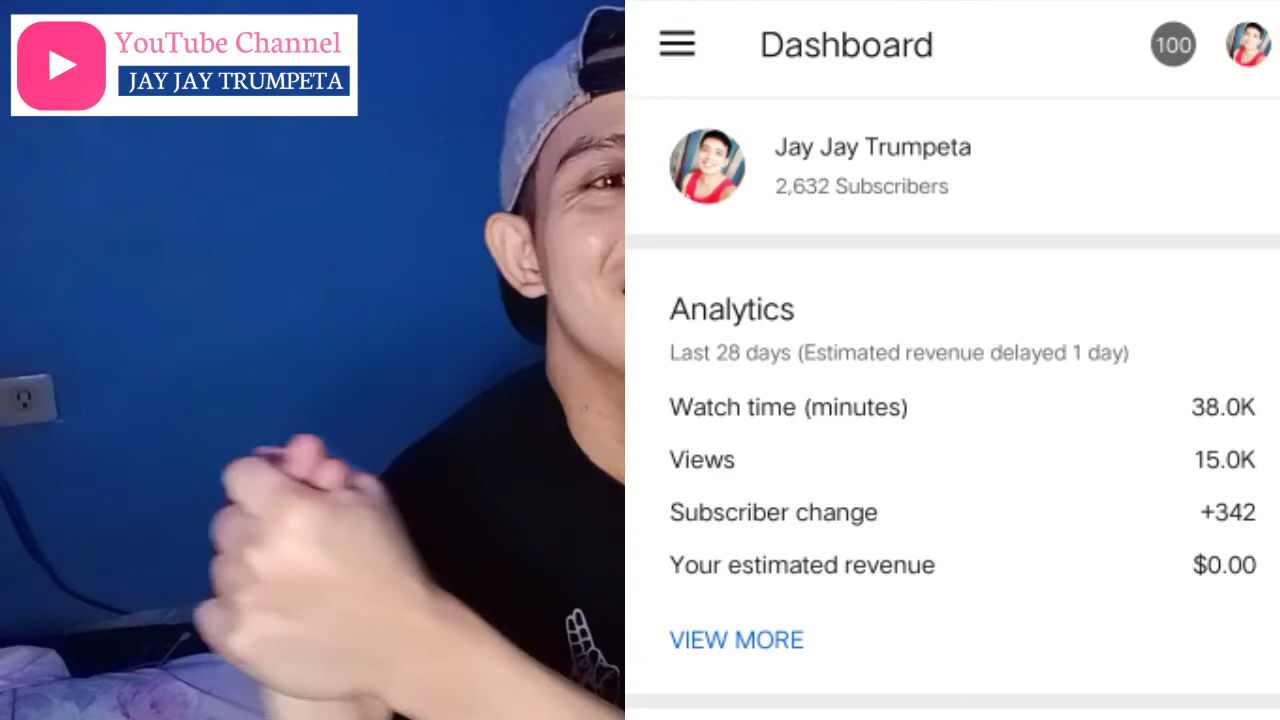 YouTube Channel
JAY JAY TRUMPETA
Dashboard
100
Jay Jay Trumpeta
2,632 Subscribers
Analytics
Last 28 days (Estimated revenue delayed 1 day)
Watch time (minutes) 38.0K
Views 15.0K
Subscriber change +342
Your estimated revenue $0.00
VIEW MORE